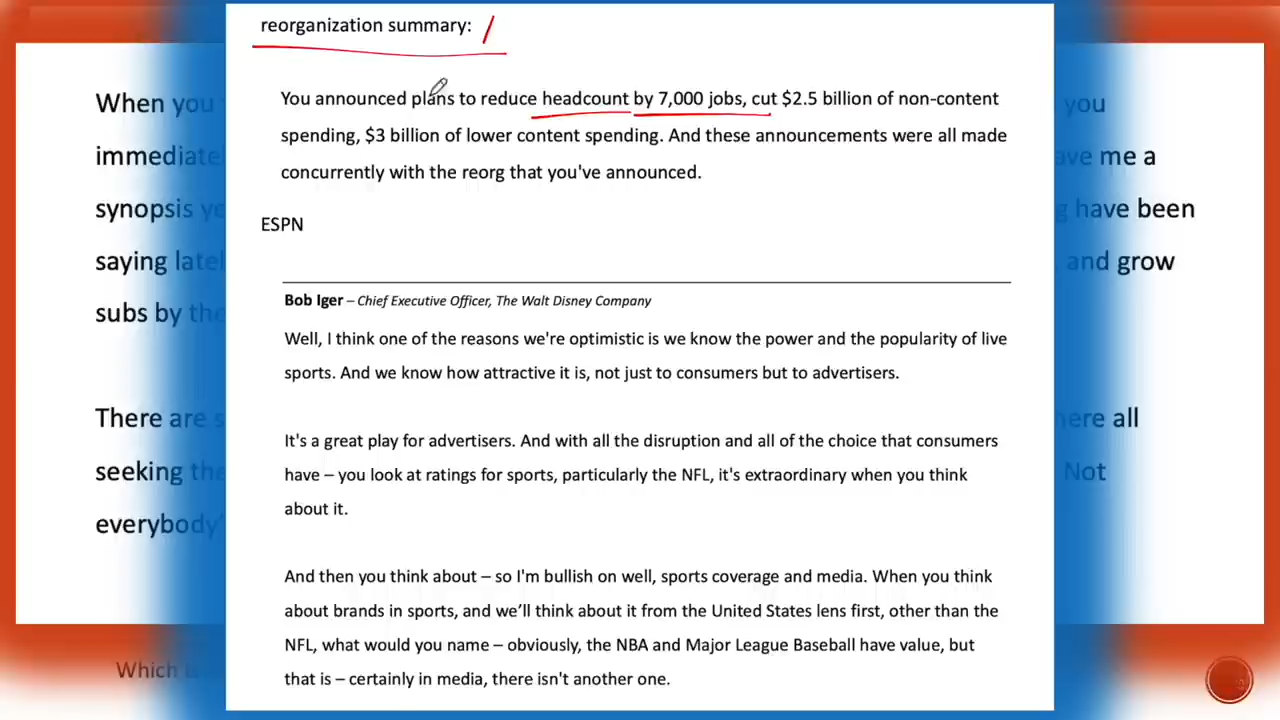 reorganization summary:
You announced plans to reduce headcount by 7,000 jobs, cut $2.5 billion of non-content
spending, $3 billion of lower content spending. And these announcements were all made
concurrently with the reorg that you've announced.
ESPN
Bob Iger – Chief Executive Officer, The Walt Disney Company
Well, I think one of the reasons we're optimistic is we know the power and the popularity of live
sports. And we know how attractive it is, not just to consumers but to advertisers.
It's a great play for advertisers. And with all the disruption and all of the choice that consumers
have – you look at ratings for sports, particularly the NFL, it's extraordinary when you think
about it.
And then you think about – so I'm bullish on well, sports coverage and media. When you think
about brands in sports, and we’ll think about it from the United States lens first, other than the
NFL, what would you name – obviously, the NBA and Major League Baseball have value, but
that is – certainly in media, there isn't another one.
When you
you
immediatel
ave me a
synopsis ye
g have been
saying latel
and grow
subs by the
There are s
here all
seeking the
Not
everybody'
Which